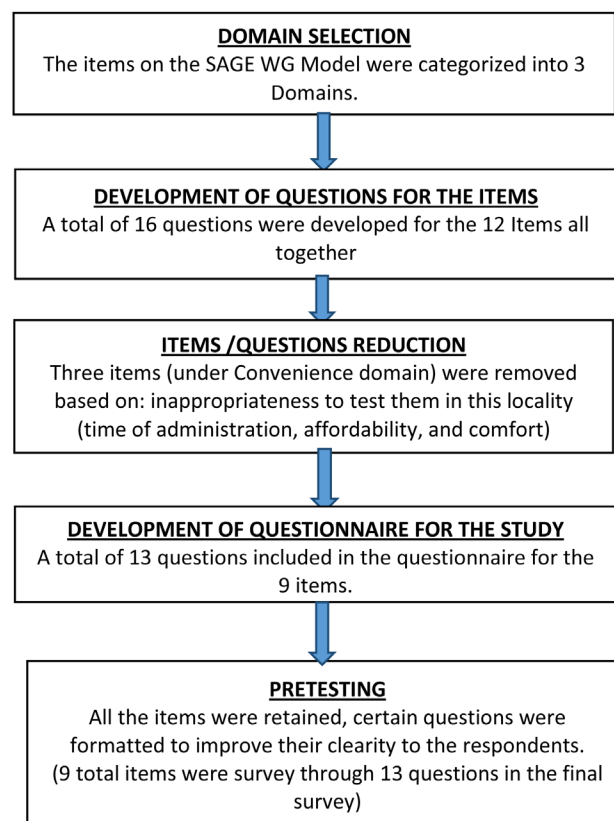 DOMAIN SELECTION
The items on the SAGE WG Model were categorized into 3
Domains.
DEVELOPMENT OF QUESTIONS FOR THE ITEMS
A total of 16 questions were developed for the 12 Items all
together
ITEMS /QUESTIONS REDUCTION
Three items (under Convenience domain) were removed
based on: inappropriateness to test them in this locality
(time of administration, affordability, and comfort)
DEVELOPMENT OF QUESTIONNAIRE FOR THE STUDY
A total of 13 questions included in the questionnaire for the
9 items.
PRETESTING
All the items were retained, certain questions were
formatted to improve their clearity to the respondents.
(9 total items were survey through 13 questions in the final
survey)